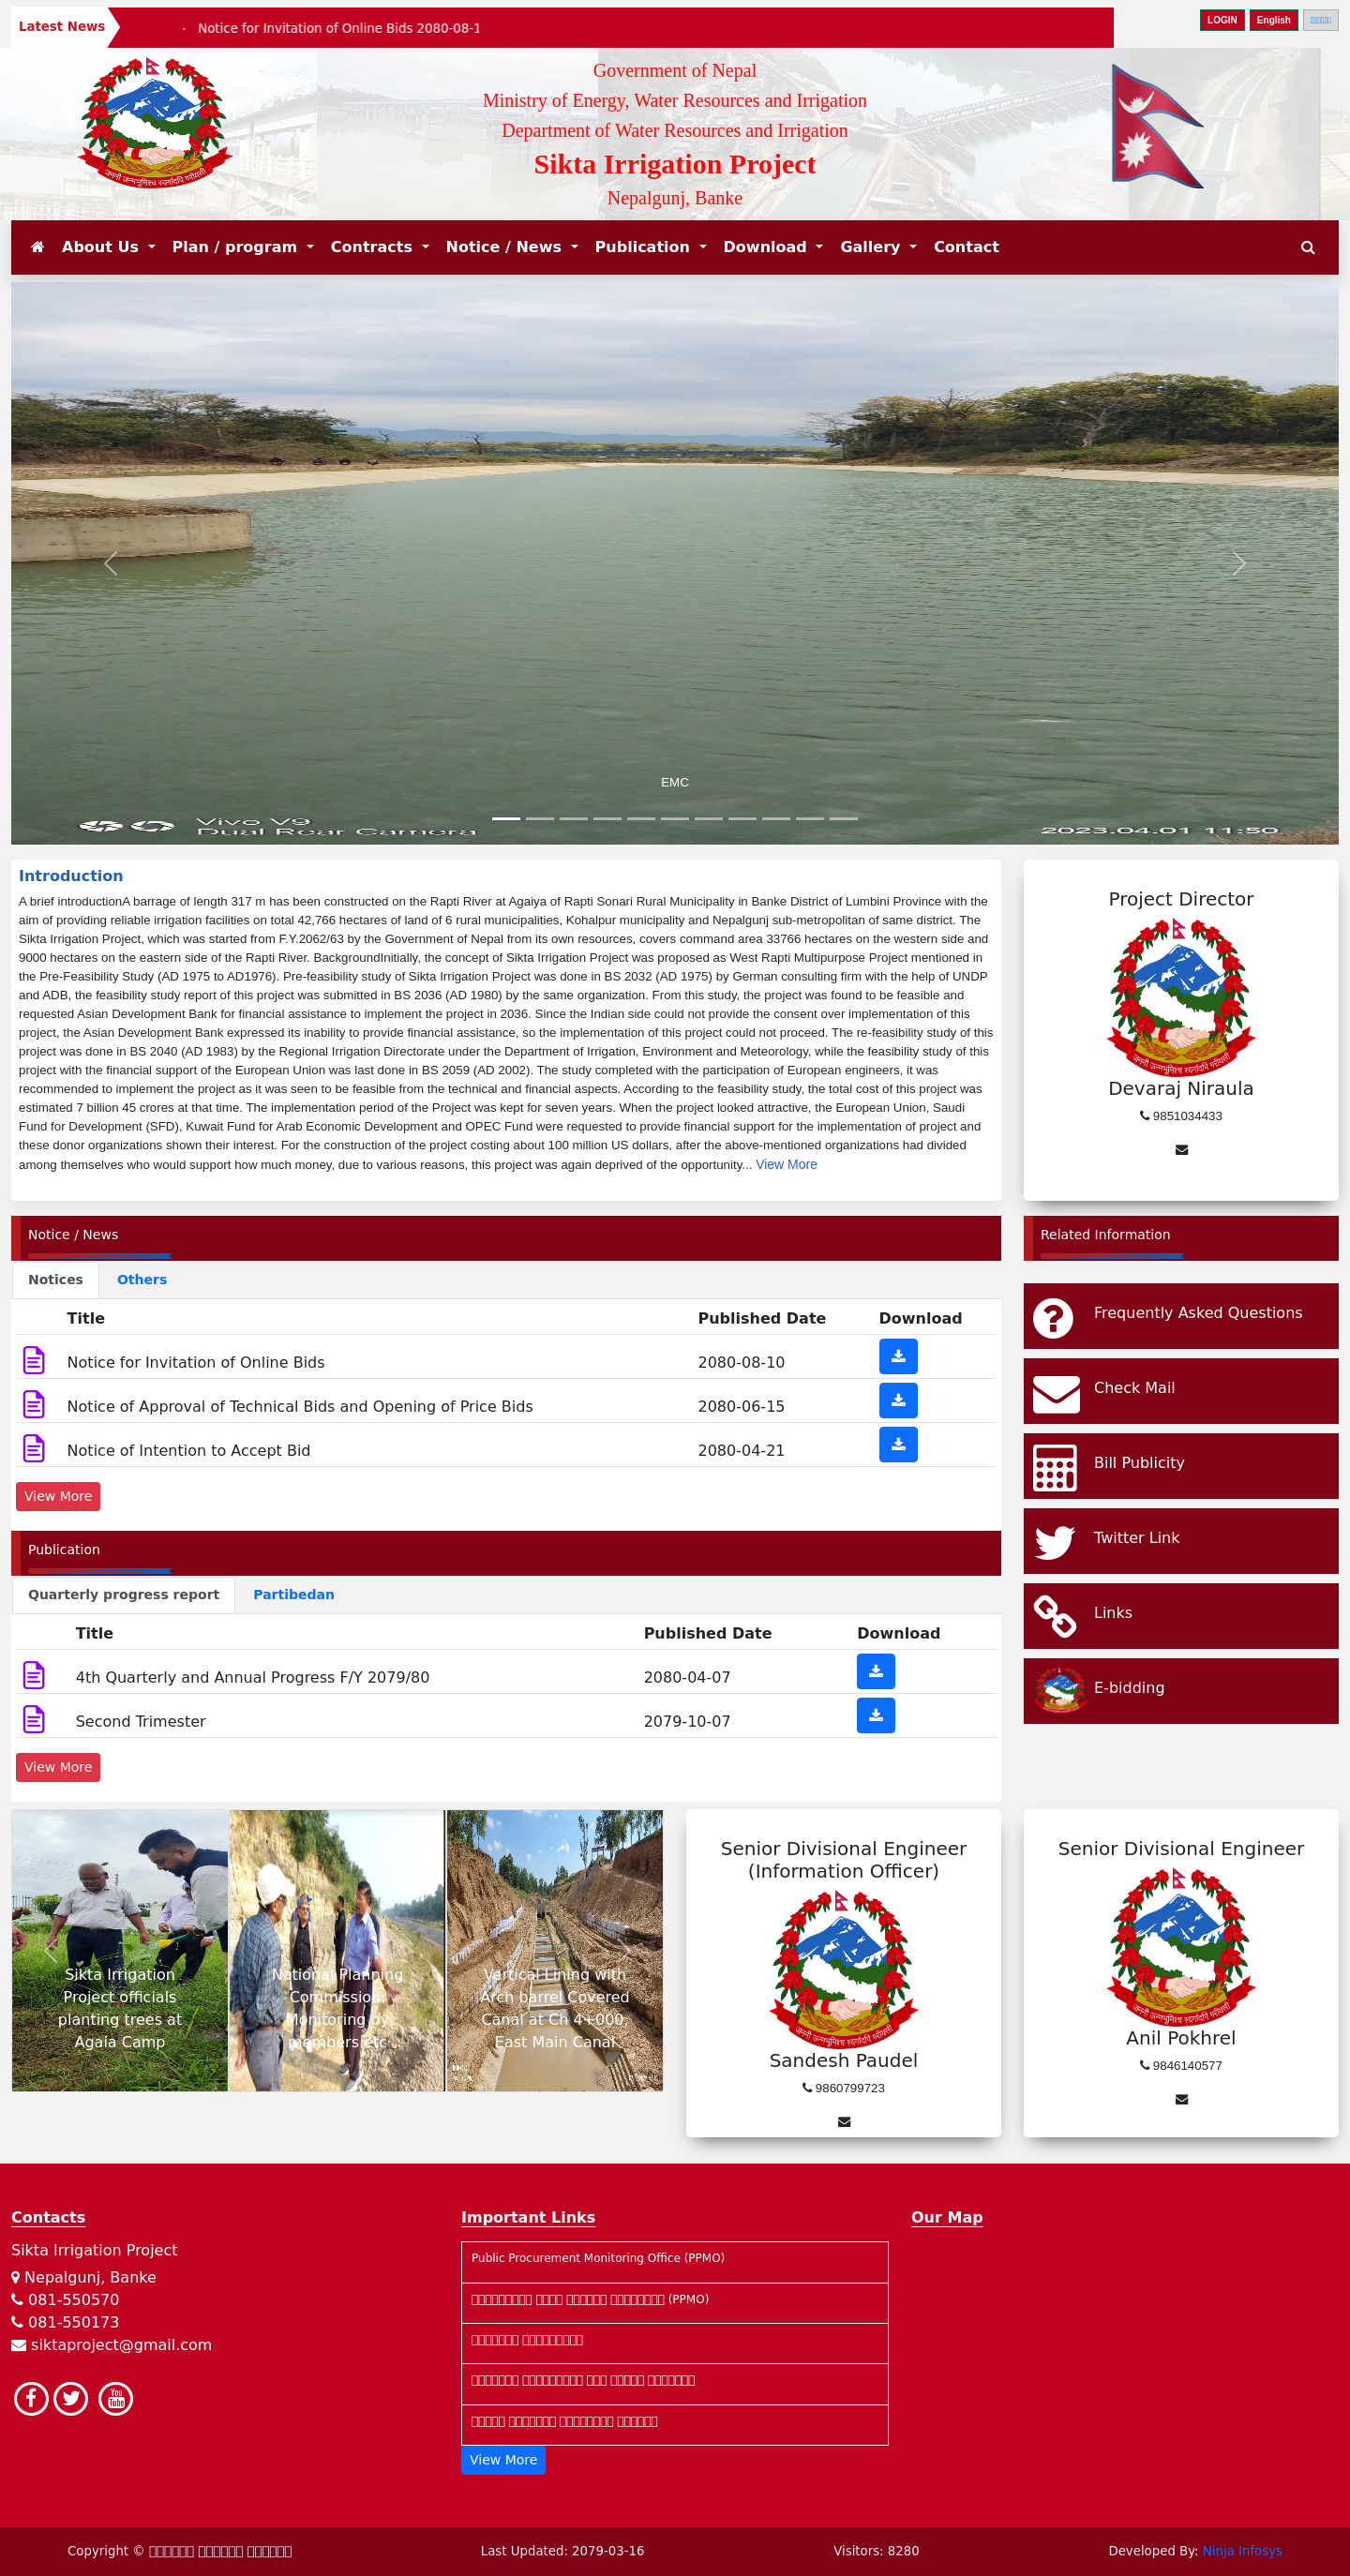 Latest News
· Notice for Invitation of Online Bids 2080-08-1
LOGIN English
Government of Nepal
Ministry of Energy, Water Resources and Irrigation
Department of Water Resources and Irrigation
Sikta Irrigation Project
Nepalgunj, Banke
About Us Plan / program Contracts Notice / News Publication Download Gallery Contact
EMC
Vivo V9
Dual Rear Camera
2023.04.01 11:50
Introduction
A brief introductionA barrage of length 317 m has been constructed on the Rapti River at Agaiya of Rapti Sonari Rural Municipality in Banke District of Lumbini Province with the
aim of providing reliable irrigation facilities on total 42,766 hectares of land of 6 rural municipalities, Kohalpur municipality and Nepalgunj sub-metropolitan of same district. The
Sikta Irrigation Project, which was started from F.Y.2062/63 by the Government of Nepal from its own resources, covers command area 33766 hectares on the western side and
9000 hectares on the eastern side of the Rapti River. BackgroundInitially, the concept of Sikta Irrigation Project was proposed as West Rapti Multipurpose Project mentioned in
the Pre-Feasibility Study (AD 1975 to AD1976). Pre-feasibility study of Sikta Irrigation Project was done in BS 2032 (AD 1975) by German consulting firm with the help of UNDP
and ADB, the feasibility study report of this project was submitted in BS 2036 (AD 1980) by the same organization. From this study, the project was found to be feasible and
requested Asian Development Bank for financial assistance to implement the project in 2036. Since the Indian side could not provide the consent over implementation of this
project, the Asian Development Bank expressed its inability to provide financial assistance, so the implementation of this project could not proceed. The re-feasibility study of this
project was done in BS 2040 (AD 1983) by the Regional Irrigation Directorate under the Department of Irrigation, Environment and Meteorology, while the feasibility study of this
project with the financial support of the European Union was last done in BS 2059 (AD 2002). The study completed with the participation of European engineers, it was
recommended to implement the project as it was seen to be feasible from the technical and financial aspects. According to the feasibility study, the total cost of this project was
estimated 7 billion 45 crores at that time. The implementation period of the Project was kept for seven years. When the project looked attractive, the European Union, Saudi
Fund for Development (SFD), Kuwait Fund for Arab Economic Development and OPEC Fund were requested to provide financial support for the implementation of project and
these donor organizations shown their interest. For the construction of the project costing about 100 million US dollars, after the above-mentioned organizations had divided
among themselves who would support how much money, due to various reasons, this project was again deprived of the opportunity... View More
Project Director
Devaraj Niraula
9851034433
Notice / News
Notices Others
Title Published Date Download
Notice for Invitation of Online Bids 2080-08-10
Notice of Approval of Technical Bids and Opening of Price Bids 2080-06-15
Notice of Intention to Accept Bid 2080-04-21
View More
Publication
Quarterly progress report Partibedan
Title Published Date Download
4th Quarterly and Annual Progress F/Y 2079/80 2080-04-07
Second Trimester 2079-10-07
View More
Related Information
Frequently Asked Questions
Check Mail
Bill Publicity
Twitter Link
Links
E-bidding
Sikta Irrigation
Project officials
planting trees at
Agaia Camp
National Planning
Commission
Monitoring by
members etc
Vertical Lining with
Arch barrel Covered
Canal at Ch 4+000,
East Main Canal
Senior Divisional Engineer
(Information Officer)
Sandesh Paudel
9860799723
Senior Divisional Engineer
Anil Pokhrel
9846140577
Contacts
Sikta Irrigation Project
Nepalgunj, Banke
081-550570
081-550173
siktaproject@gmail.com
Important Links
Public Procurement Monitoring Office (PPMO)
(PPMO)
View More
Our Map
Copyright ©
Last Updated: 2079-03-16
Visitors: 8280
Developed By: Ninja Infosys